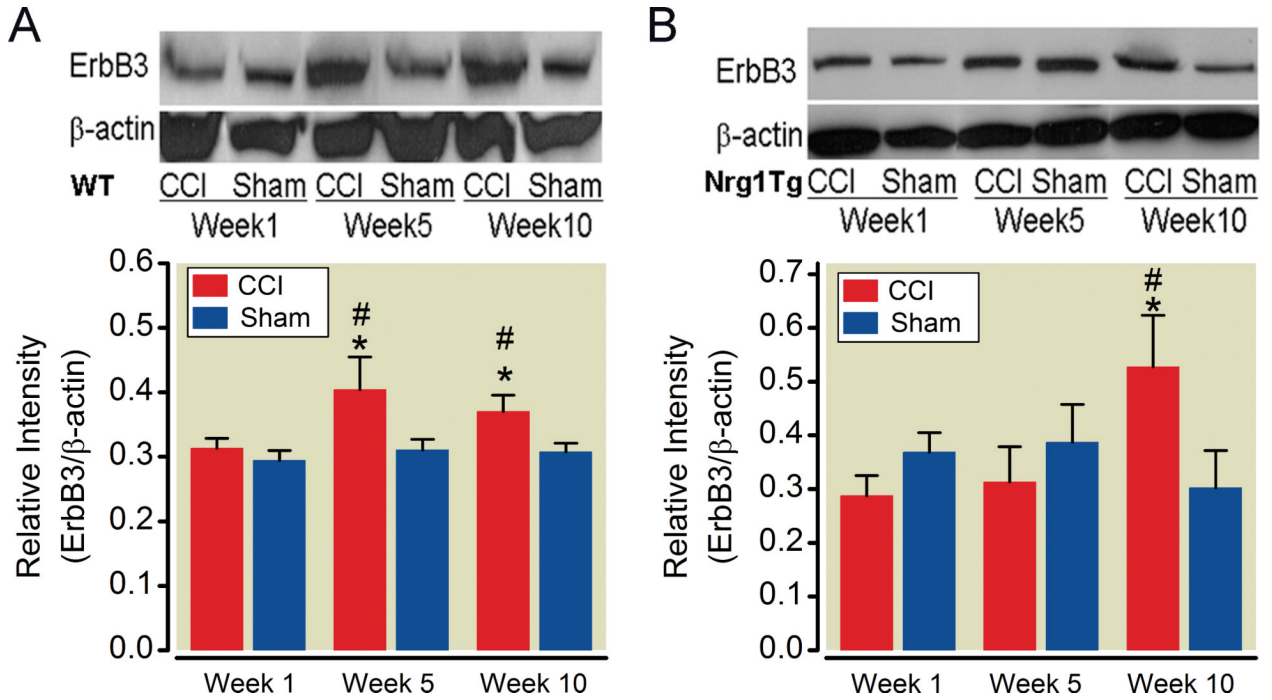 A
ErbB3
β-actin
WT CCI Sham CCI Sham CCI Sham
Week1 Week5 Week10
0.6
0.5
0.4
0.3
0.2
0.1
0.0
Relative Intensity
(ErbB3/β-actin)
CCI
Sham
#
*
#
*
Week 1 Week 5 Week 10
B
ErbB3
β-actin
Nrg1Tg CCI Sham CCI Sham CCI Sham
Week1 Week5 Week10
0.7
0.6
0.5
0.4
0.3
0.2
0.1
0.0
Relative Intensity
(ErbB3/β-actin)
CCI
Sham
#
*
Week 1 Week 5 Week 10